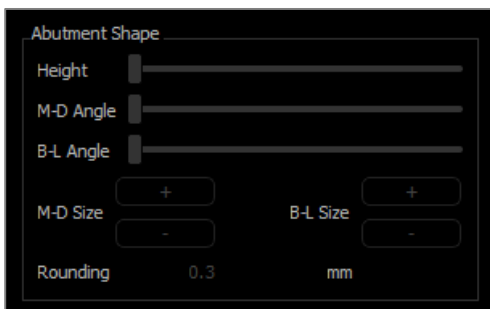 Abutment Shape
Height
M-D Angle
B-L Angle
M-D Size + - B-L Size + -
Rounding 0.3 mm